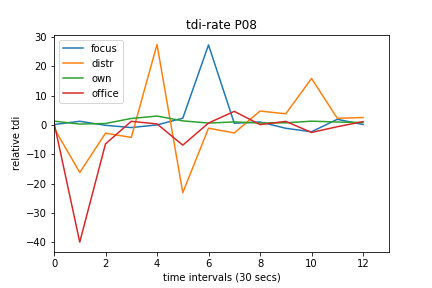 tdi-rate P08
focus
distr
own
office
relative tdi
30
20
10
0
−10
−20
−30
−40
0 2 4 6 8 10 12
time intervals (30 secs)